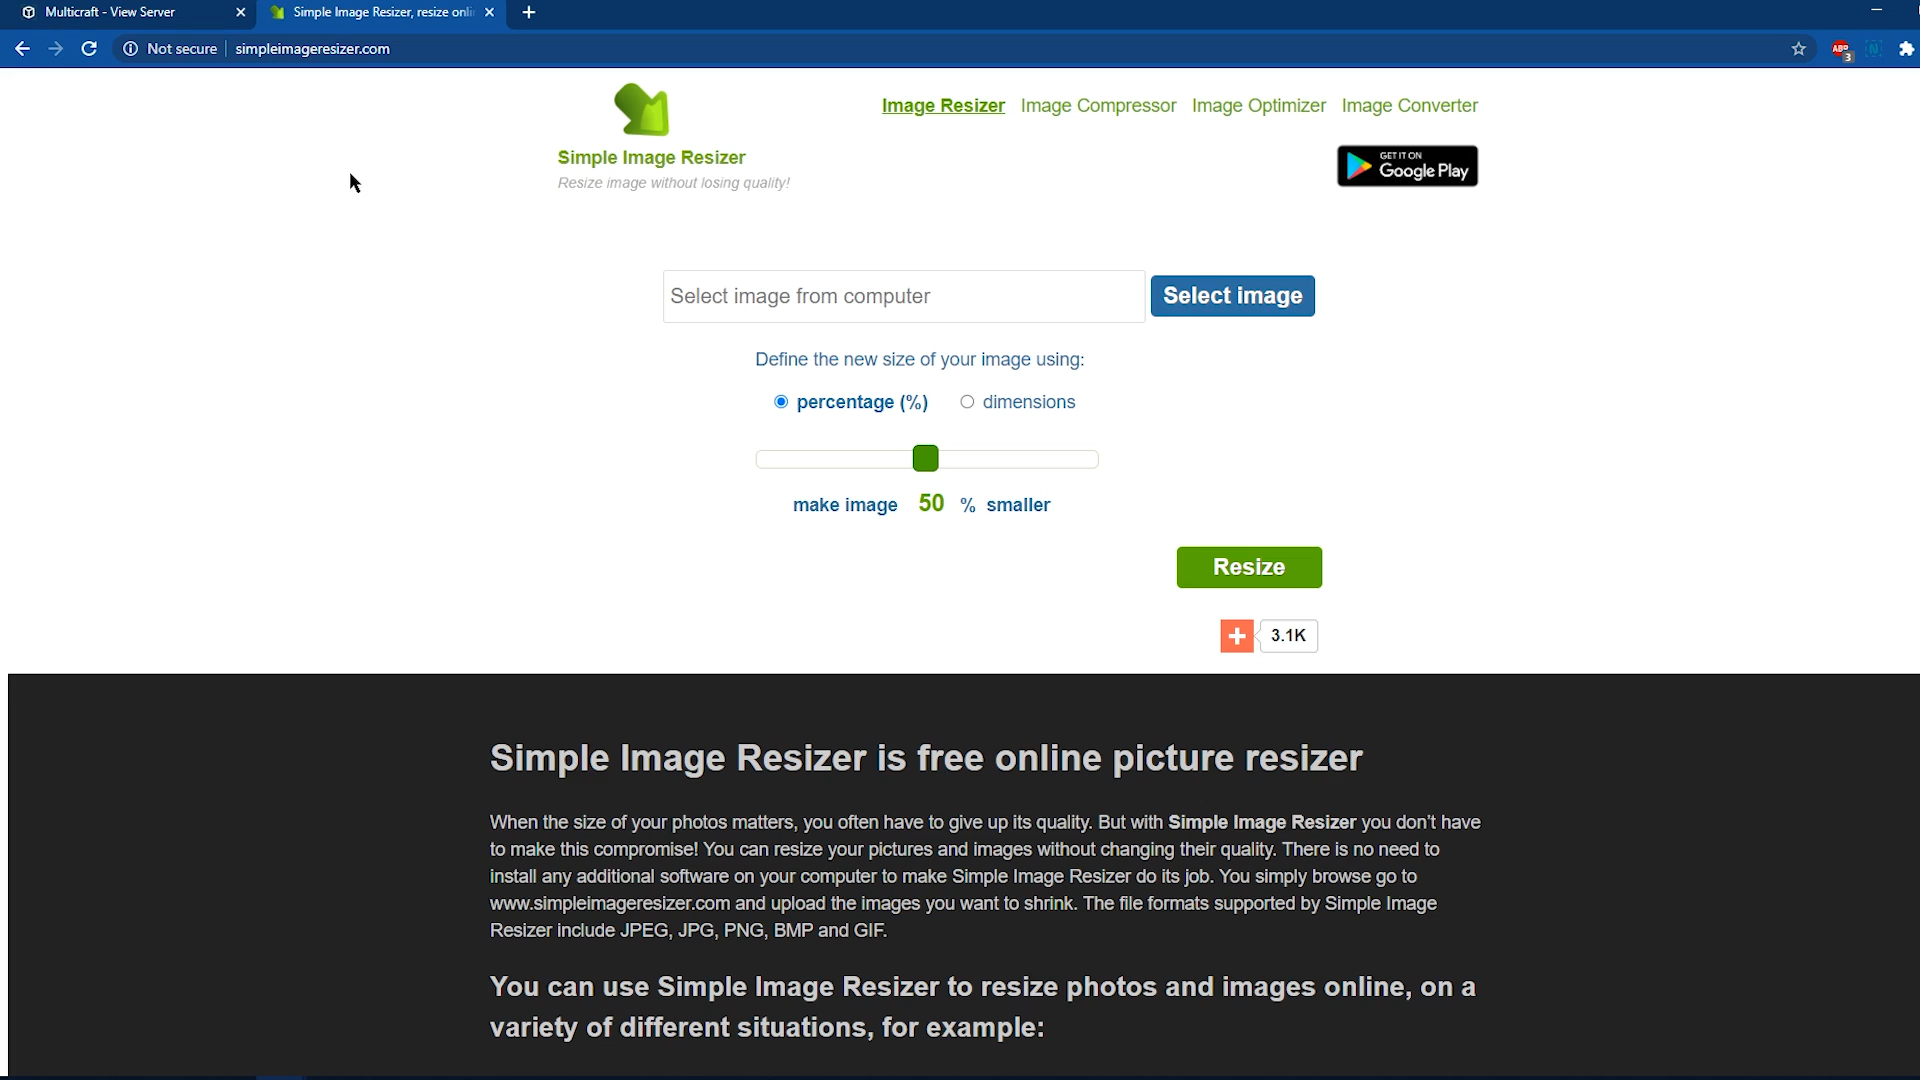 Multicraft - View Server
Simple Image Resizer, resize onli
Not secure
simpleimageresizer.com
ABP
3
Image Resizer Image Compressor Image Optimizer Image Converter
Simple Image Resizer
Resize image without losing quality!
GET IT ON
Google Play
Select image from computer
Select image
Define the new size of your image using:
percentage (%) dimensions
make image 50 % smaller
Resize
3.1K
Simple Image Resizer is free online picture resizer
When the size of your photos matters, you often have to give up its quality. But with Simple Image Resizer you don't have
to make this compromise! You can resize your pictures and images without changing their quality. There is no need to
install any additional software on your computer to make Simple Image Resizer do its job. You simply browse go to
www.simpleimageresizer.com and upload the images you want to shrink. The file formats supported by Simple Image
Resizer include JPEG, JPG, PNG, BMP and GIF.
You can use Simple Image Resizer to resize photos and images online, on a
variety of different situations, for example: